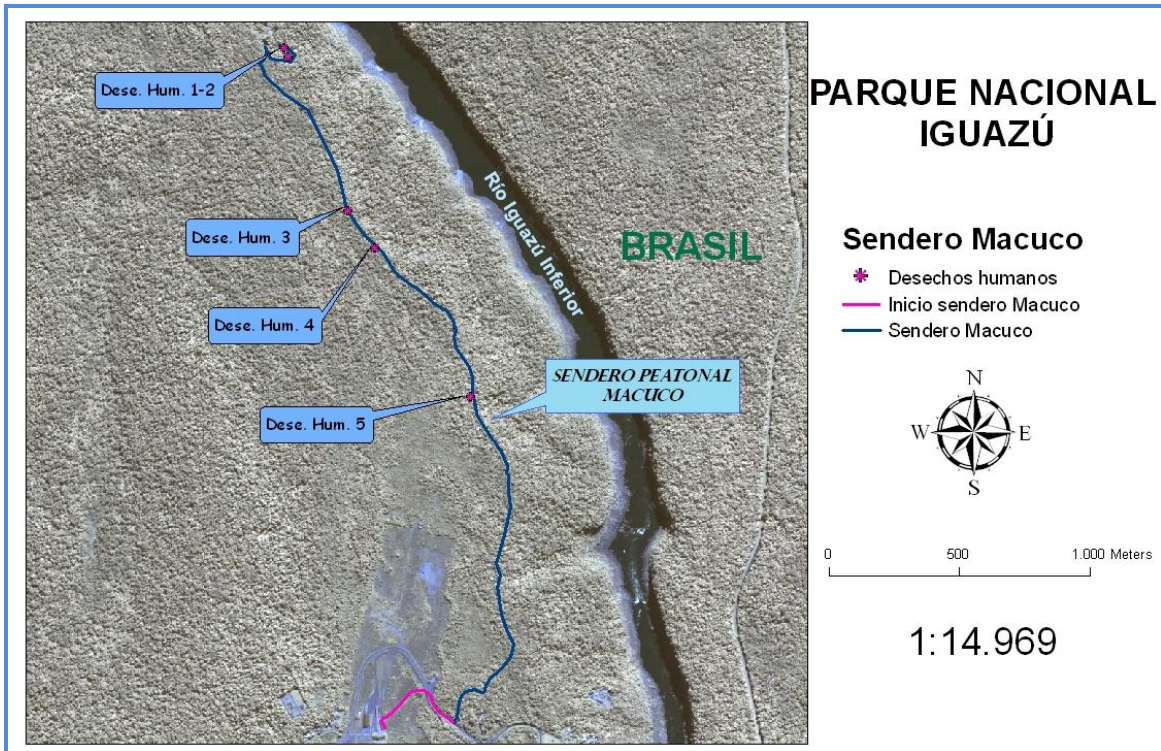 PARQUE NACIONAL
IGUAZÚ
Sendero Macuco
Desechos humanos
Inicio sendero Macuco
Sendero Macuco
N
W
E
S
0 500 1.000 Meters
1:14.969
Dese. Hum. 1-2
Dese. Hum. 3
Dese. Hum. 4
Dese. Hum. 5
Río Iguazú Inferior
BRASIL
SENDERO PEATONAL
MACUCO